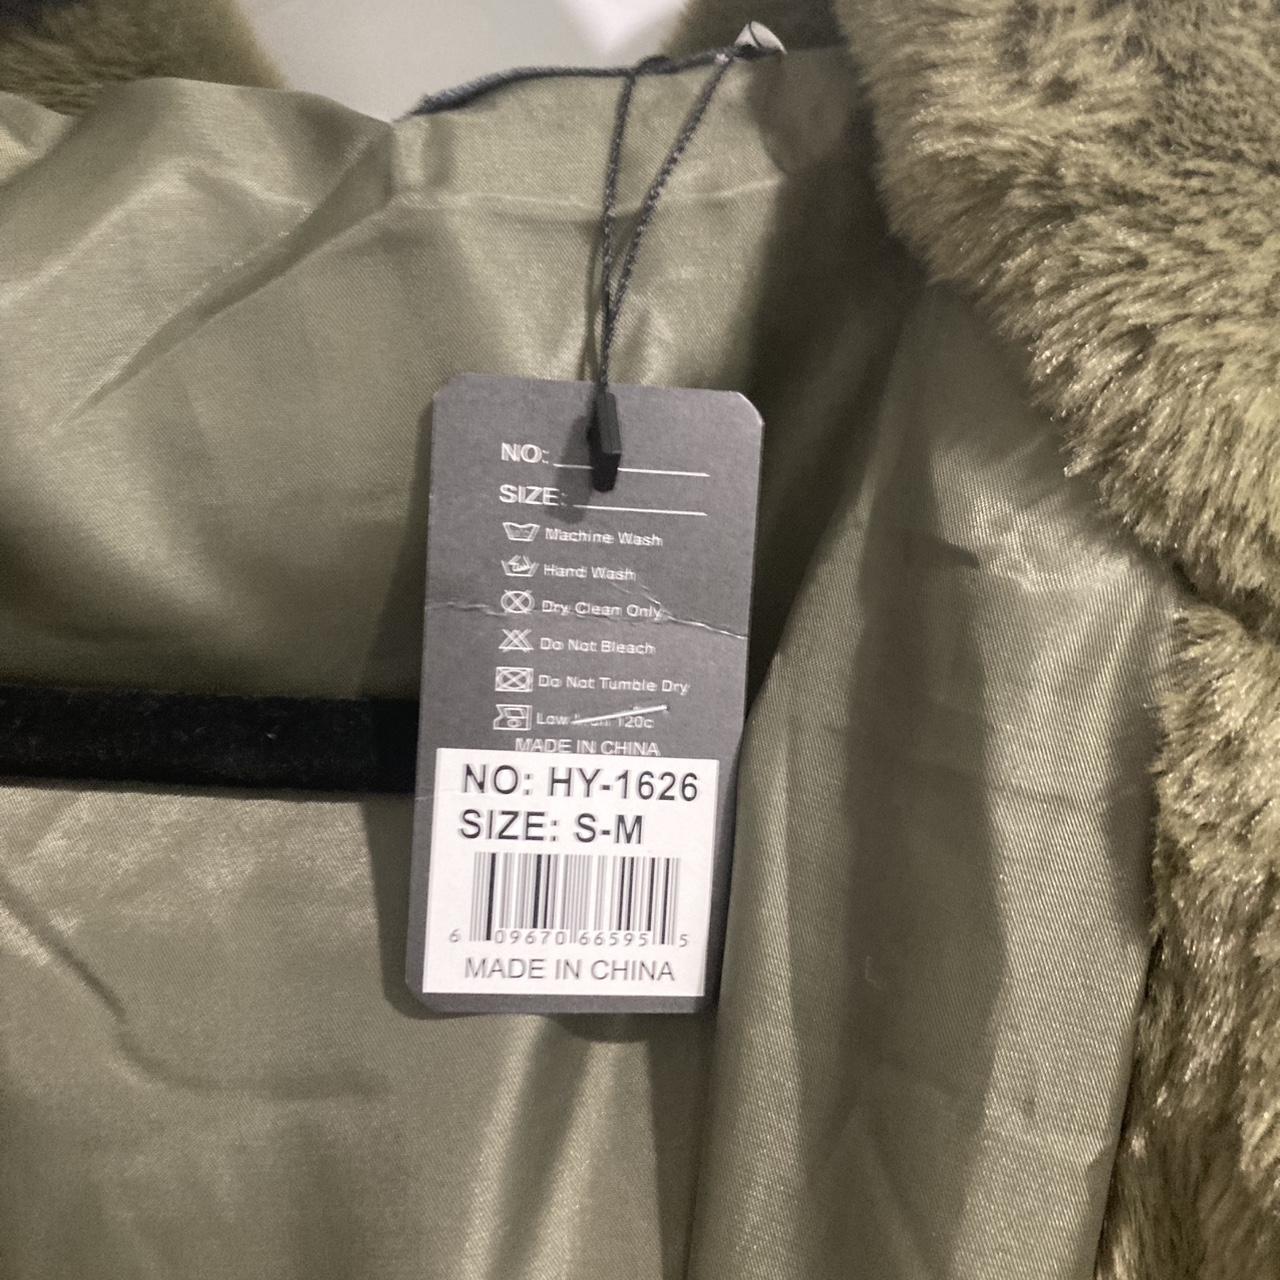 NO:
SIZE:
Machine Wash
Hand Wash
Dry Clean Only
Do Not Bleach
Do Not Tumble Dry
Low Iron 120c
MADE IN CHINA
NO: HY-1626
SIZE: S-M
6 09670 66595 5
MADE IN CHINA